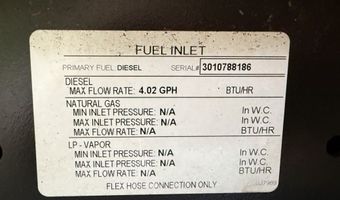 FUEL INLET
PRIMARY FUEL: DIESEL SERIAL# 3010788186
DIESEL
MAX FLOW RATE: 4.02 GPH BTU/HR
NATURAL GAS
MIN INLET PRESSURE: N/A In W.C.
MAX INLET PRESSURE: N/A In W.C.
MAX FLOW RATE: N/A BTU/HR
LP - VAPOR
MIN INLET PRESSURE: N/A In W.C.
MAX INLET PRESSURE: N/A In W.C.
MAX FLOW RATE: N/A BTU/HR
FLEX HOSE CONNECTION ONLY